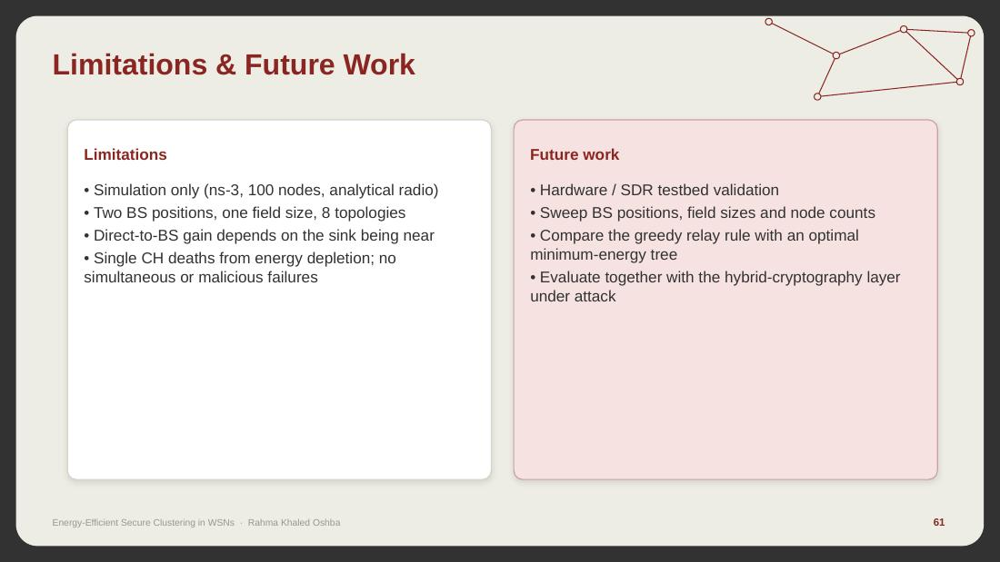 Limitations & Future Work
Limitations
• Simulation only (ns-3, 100 nodes, analytical radio)
• Two BS positions, one field size, 8 topologies
• Direct-to-BS gain depends on the sink being near
• Single CH deaths from energy depletion; no
simultaneous or malicious failures
Future work
• Hardware / SDR testbed validation
• Sweep BS positions, field sizes and node counts
• Compare the greedy relay rule with an optimal
minimum-energy tree
• Evaluate together with the hybrid-cryptography layer
under attack
Energy-Efficient Secure Clustering in WSNs · Rahma Khaled Oshba
61